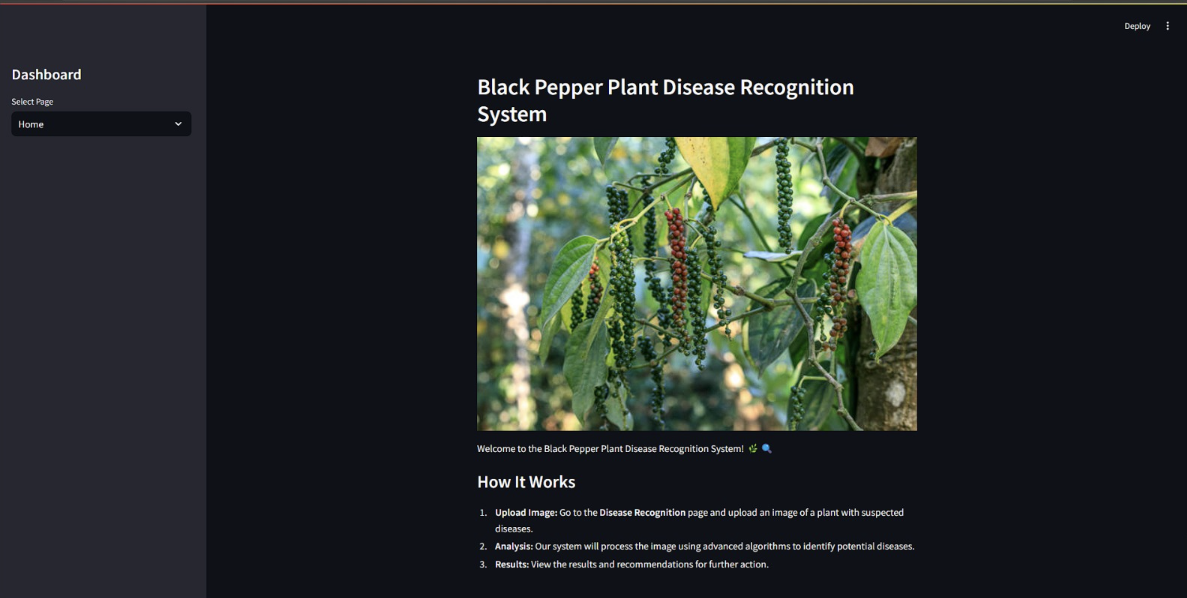 Deploy
Dashboard
Select Page
Home
Black Pepper Plant Disease Recognition
System
Welcome to the Black Pepper Plant Disease Recognition System! 🌿 🔍
How It Works
1. Upload Image: Go to the Disease Recognition page and upload an image of a plant with suspected
diseases.
2. Analysis: Our system will process the image using advanced algorithms to identify potential diseases.
3. Results: View the results and recommendations for further action.